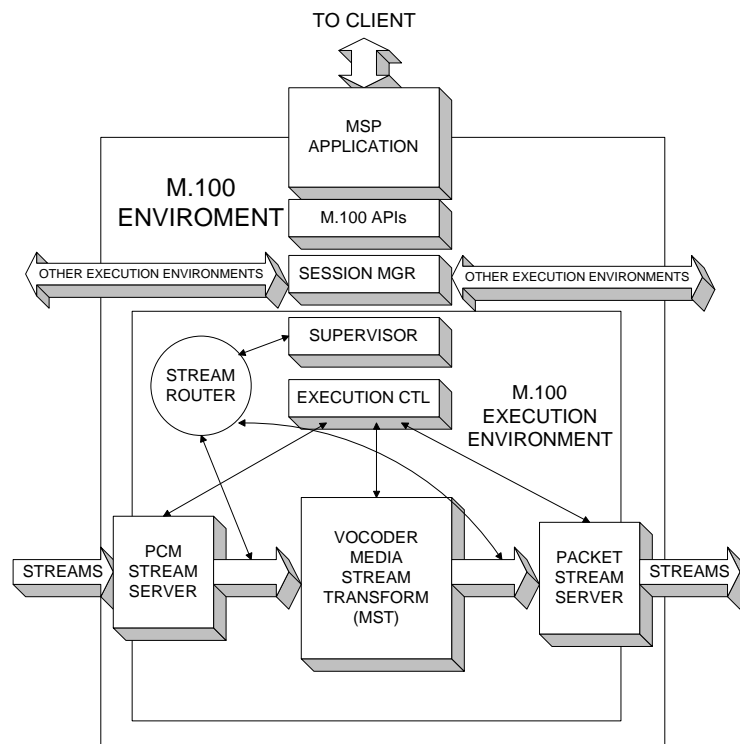 TO CLIENT
MSP
APPLICATION
M.100
ENVIROMENT
M.100 APIs
OTHER EXECUTION ENVIRONMENTS
SESSION MGR
OTHER EXECUTION ENVIRONMENTS
SUPERVISOR
STREAM
ROUTER
EXECUTION CTL
M.100
EXECUTION
ENVIRONMENT
STREAMS
PCM
STREAM
SERVER
VOCODER
MEDIA
STREAM
TRANSFORM
(MST)
PACKET
STREAM
SERVER
STREAMS